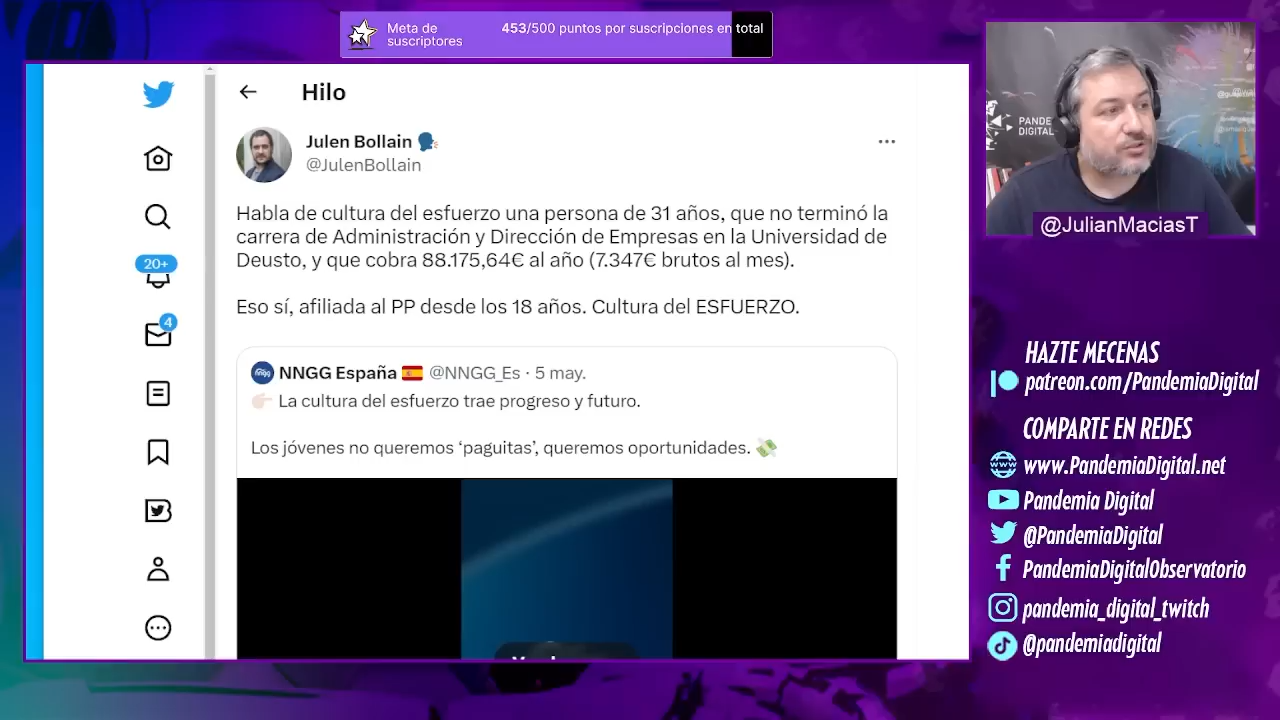 Meta de
suscriptores
453/500 puntos por suscripciones en total
Hilo
Julen Bollain
@JulenBollain
Habla de cultura del esfuerzo una persona de 31 años, que no terminó la
carrera de Administración y Dirección de Empresas en la Universidad de
Deusto, y que cobra 88.175,64€ al año (7.347€ brutos al mes).
Eso sí, afiliada al PP desde los 18 años. Cultura del ESFUERZO.
nngg
NNGG España 🇪🇸 @NNGG_Es · 5 may.
👉🏻 La cultura del esfuerzo trae progreso y futuro.
Los jóvenes no queremos ‘paguitas’, queremos oportunidades. 💸
20+
4
PANDE
DIGITAL
@JulianMaciasT
HAZTE MECENAS
patreon.com/PandemiaDigital
COMPARTE EN REDES
www.PandemiaDigital.net
Pandemia Digital
@PandemiaDigital
PandemiaDigitalObservatorio
pandemia_digital_twitch
@pandemiadigital